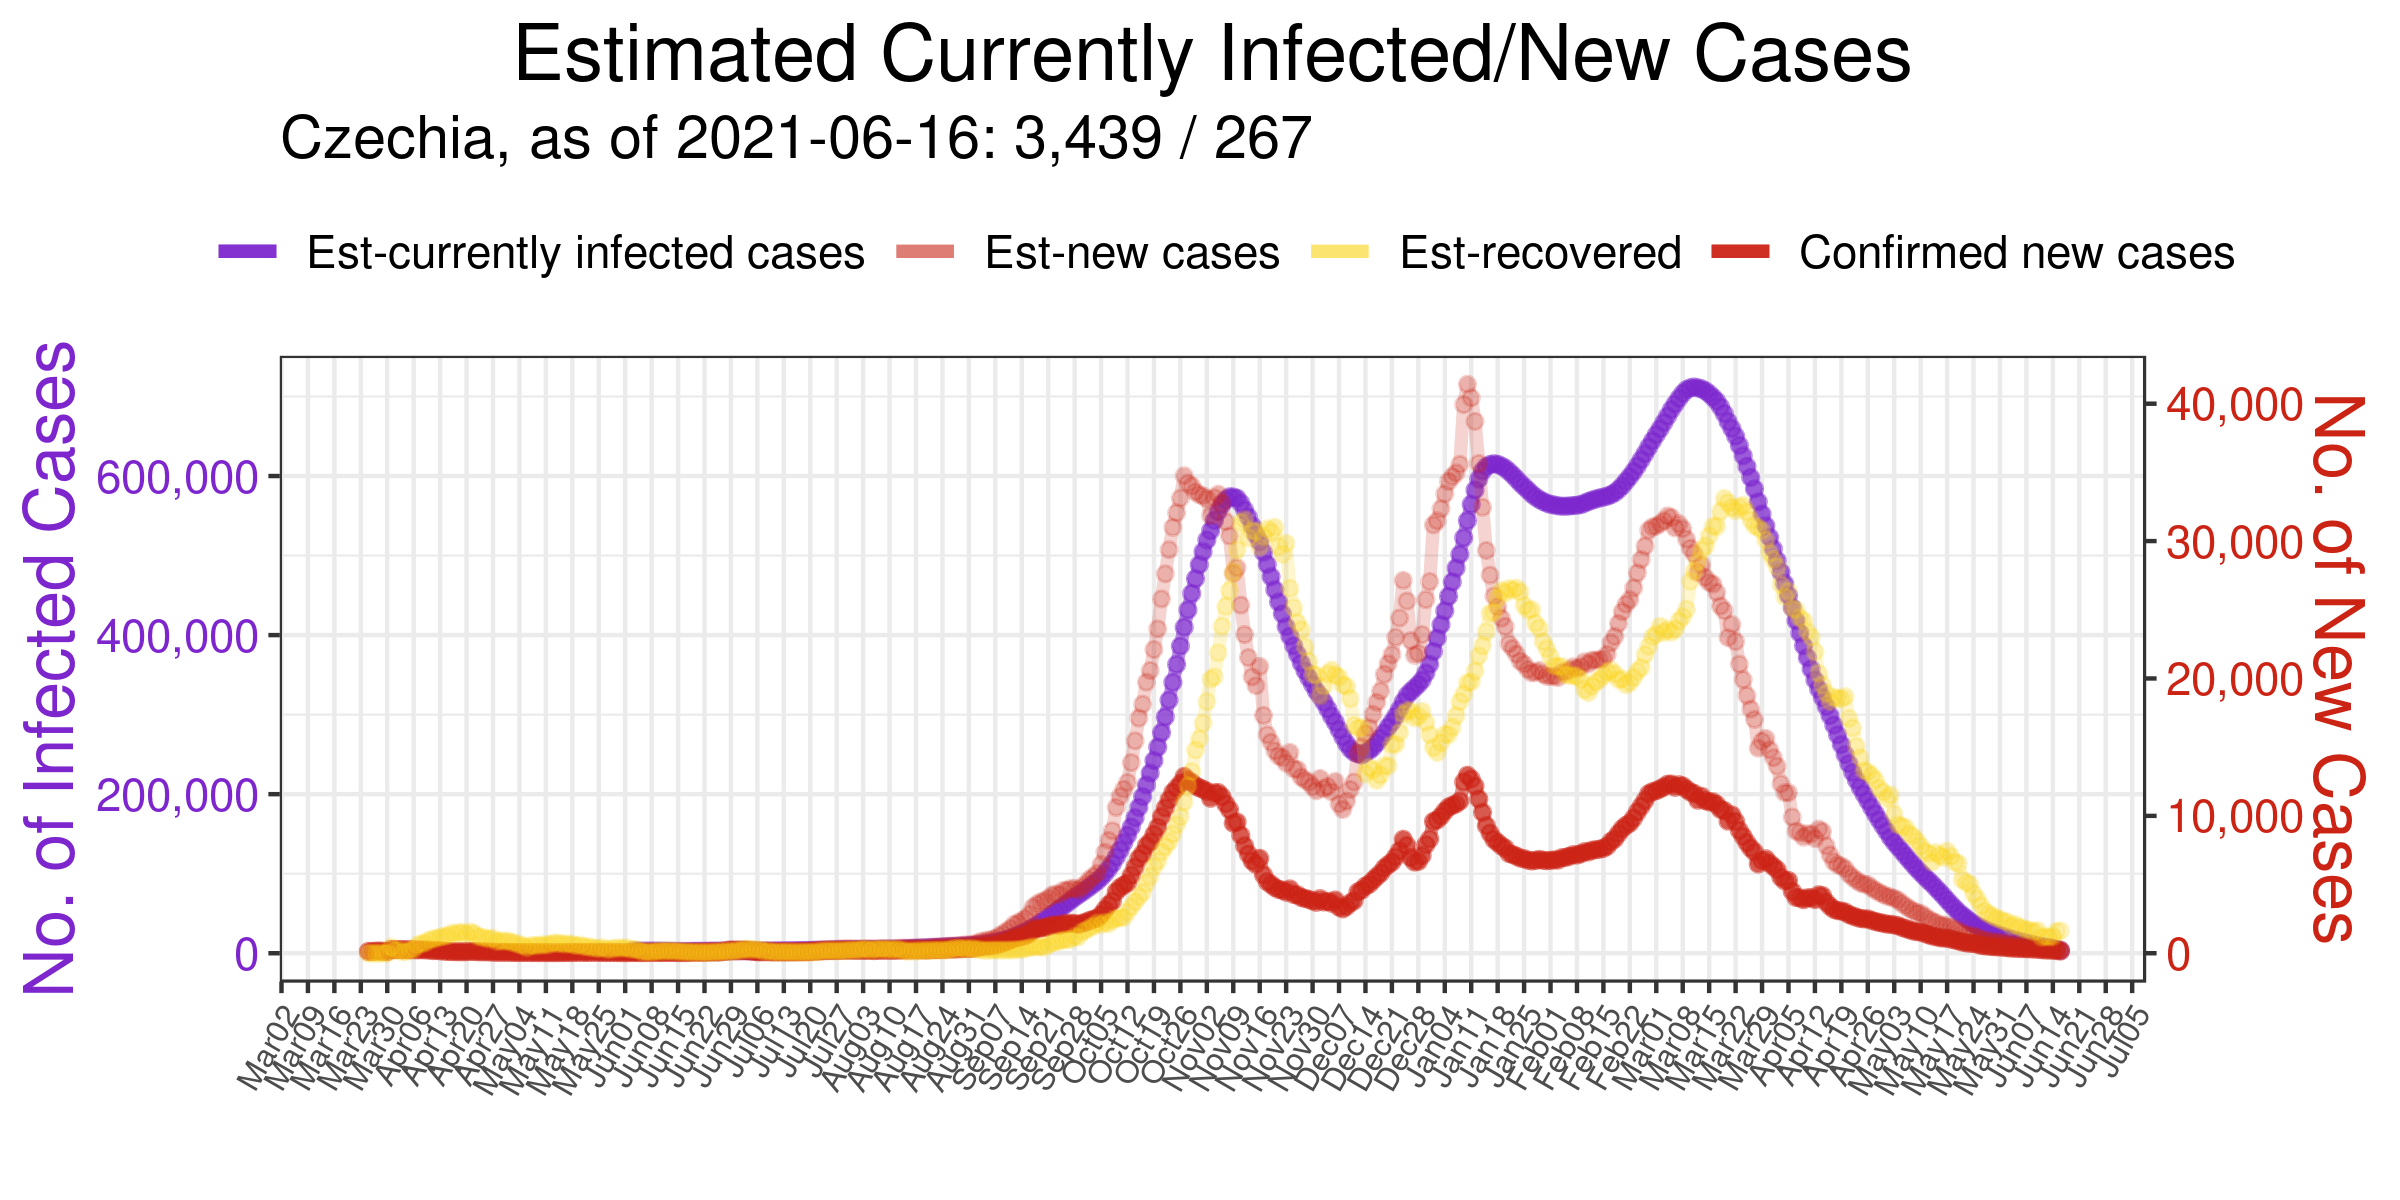 Estimated Currently Infected/New Cases
Czechia, as of 2021-06-16: 3,439 / 267
Est-currently infected cases Est-new cases Est-recovered Confirmed new cases
No. of Infected Cases
600,000
400,000
200,000
0
40,000
30,000
20,000
10,000
0
No. of New Cases
Mar02 Mar09 Mar16 Mar23 Mar30 Apr06 Apr13 Apr20 Apr27 May04 May11 May18 May25 Jun01 Jun08 Jun15 Jun22 Jun29 Jul06 Jul13 Jul20 Jul27 Aug03 Aug10 Aug17 Aug24 Aug31 Sep07 Sep14 Sep21 Sep28 Oct05 Oct12 Oct19 Oct26 Nov02 Nov09 Nov16 Nov23 Nov30 Dec07 Dec14 Dec21 Dec28 Jan04 Jan11 Jan18 Jan25 Feb01 Feb08 Feb15 Feb22 Mar01 Mar08 Mar15 Mar22 Mar29 Apr05 Apr12 Apr19 Apr26 May03 May10 May17 May24 May31 Jun07 Jun14 Jun21 Jun28 Jul05